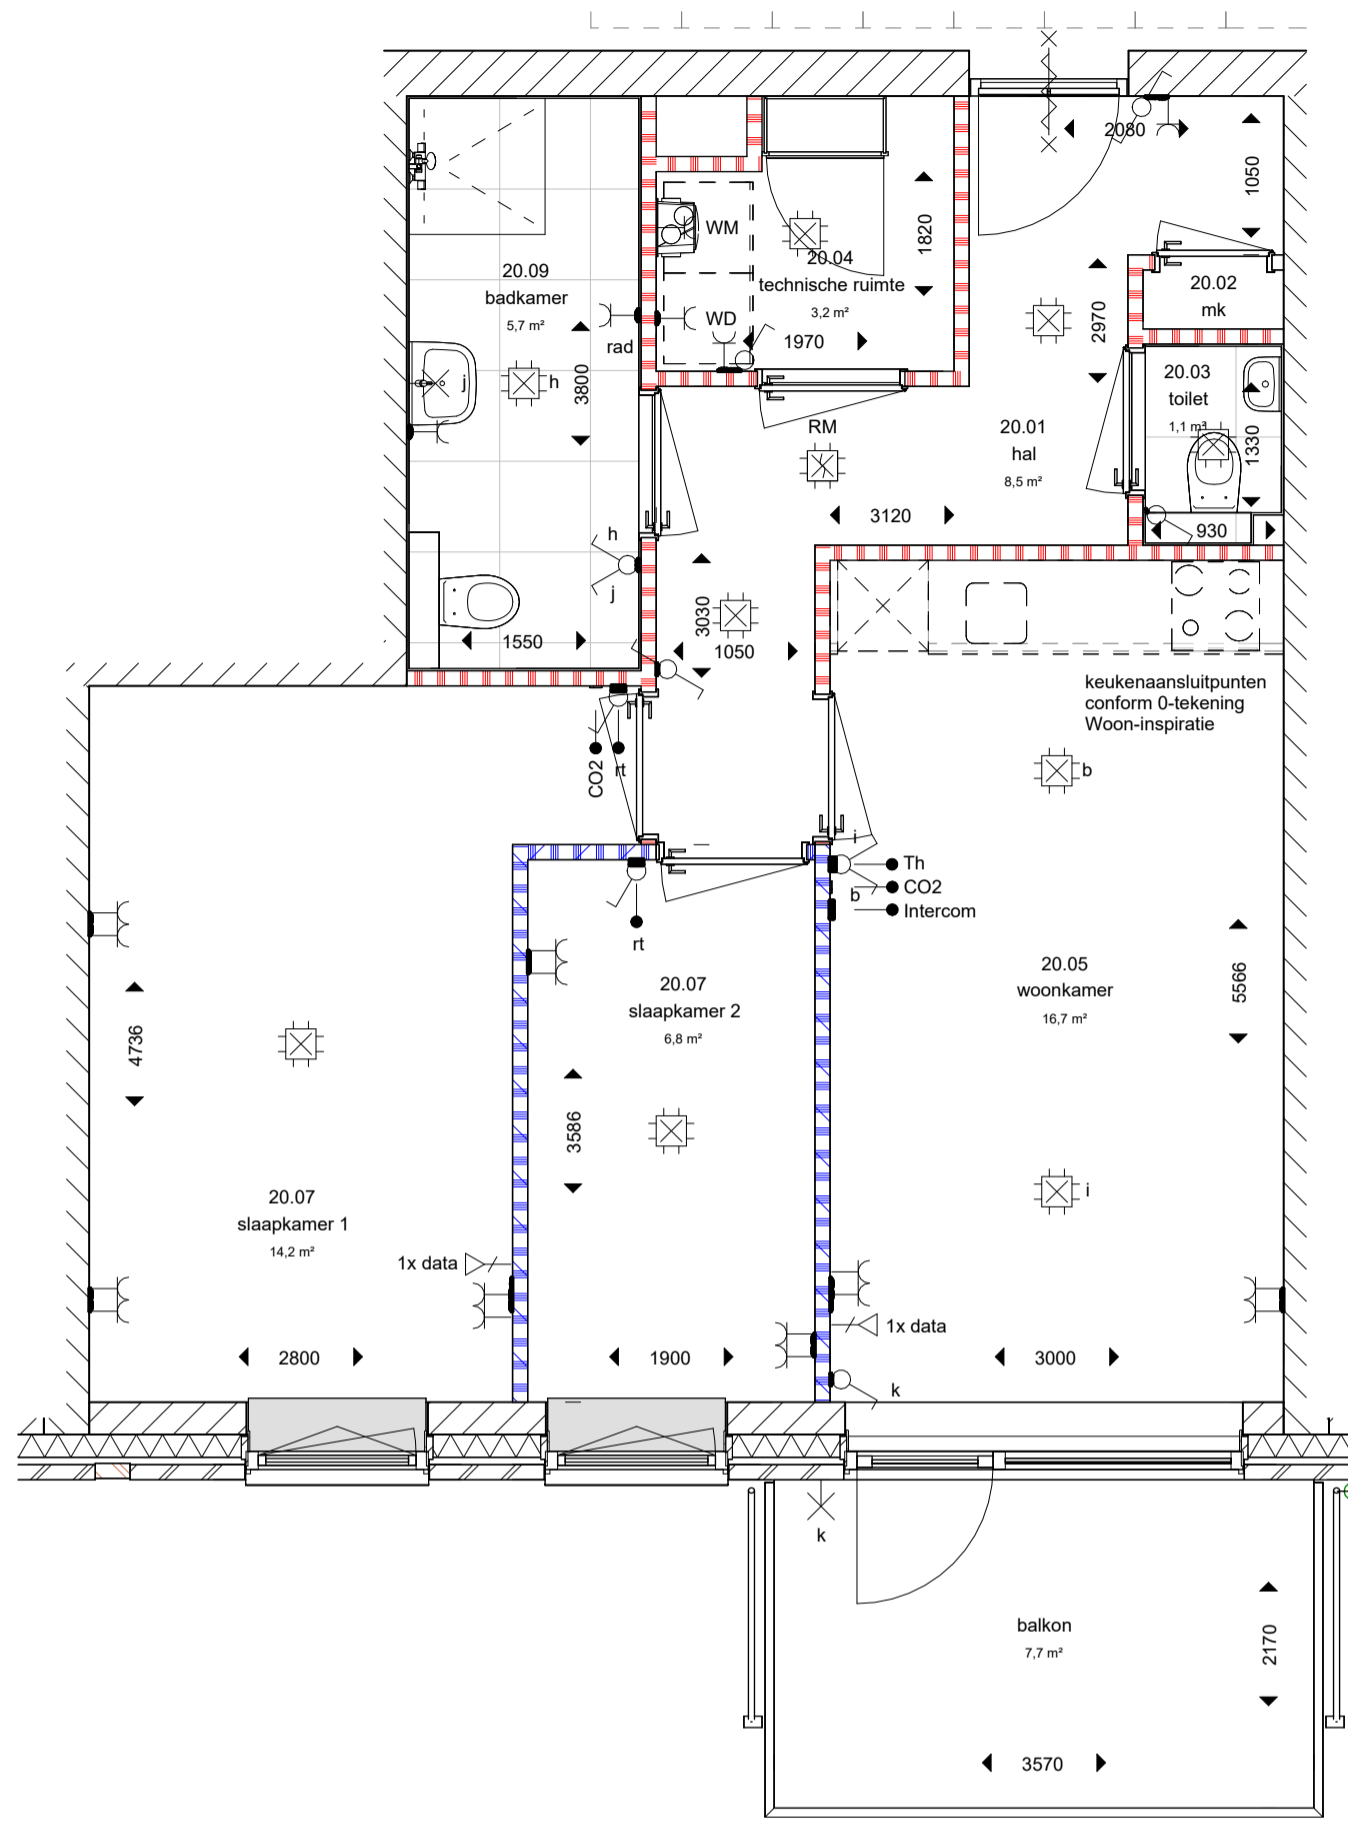 2080
1050
20.04
technische ruimte
3,2 m²
WM
WD
1820
1970
20.09
badkamer
5,7 m²
rad
h
3800
20.02
mk
2970
20.03
toilet
1,1 m²
1330
930
RM
20.01
hal
8,5 m²
3120
h
j
1550
3030
1050
keukenaansluitpunten
conform 0-tekening
Woon-inspiratie
b
CO2
rt
i
Th
CO2
b
Intercom
rt
20.07
slaapkamer 2
6,8 m²
20.05
woonkamer
16,7 m²
5566
4736
3586
20.07
slaapkamer 1
14,2 m²
i
1x data
1x data
2800
1900
3000
k
k
balkon
7,7 m²
2170
3570